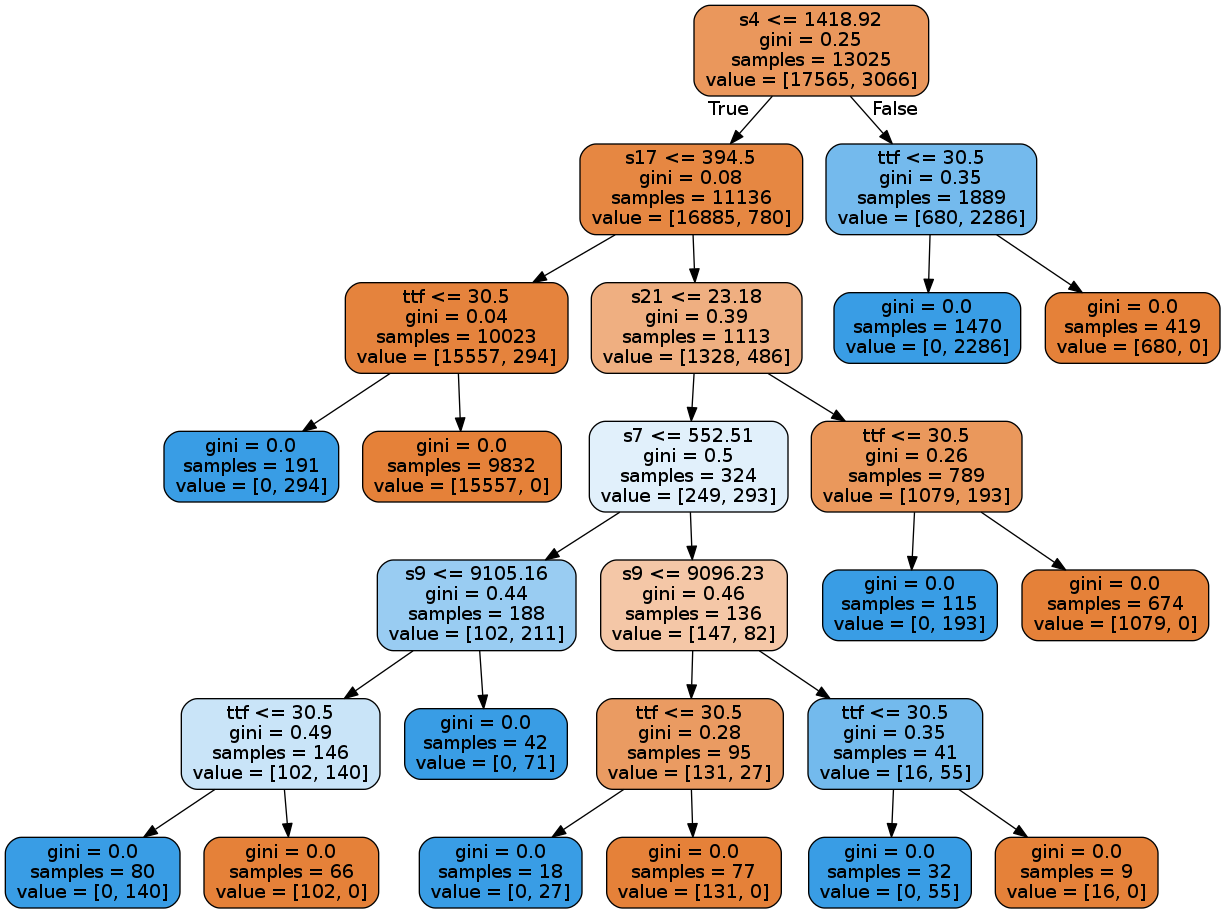 s4 <= 1418.92
gini = 0.25
samples = 13025
value = [17565, 3066]
True
False
s17 <= 394.5
gini = 0.08
samples = 11136
value = [16885, 780]
ttf <= 30.5
gini = 0.35
samples = 1889
value = [680, 2286]
ttf <= 30.5
gini = 0.04
samples = 10023
value = [15557, 294]
s21 <= 23.18
gini = 0.39
samples = 1113
value = [1328, 486]
gini = 0.0
samples = 1470
value = [0, 2286]
gini = 0.0
samples = 419
value = [680, 0]
gini = 0.0
samples = 191
value = [0, 294]
gini = 0.0
samples = 9832
value = [15557, 0]
s7 <= 552.51
gini = 0.5
samples = 324
value = [249, 293]
ttf <= 30.5
gini = 0.26
samples = 789
value = [1079, 193]
s9 <= 9105.16
gini = 0.44
samples = 188
value = [102, 211]
s9 <= 9096.23
gini = 0.46
samples = 136
value = [147, 82]
gini = 0.0
samples = 115
value = [0, 193]
gini = 0.0
samples = 674
value = [1079, 0]
ttf <= 30.5
gini = 0.49
samples = 146
value = [102, 140]
gini = 0.0
samples = 42
value = [0, 71]
ttf <= 30.5
gini = 0.28
samples = 95
value = [131, 27]
ttf <= 30.5
gini = 0.35
samples = 41
value = [16, 55]
gini = 0.0
samples = 80
value = [0, 140]
gini = 0.0
samples = 66
value = [102, 0]
gini = 0.0
samples = 18
value = [0, 27]
gini = 0.0
samples = 77
value = [131, 0]
gini = 0.0
samples = 32
value = [0, 55]
gini = 0.0
samples = 9
value = [16, 0]